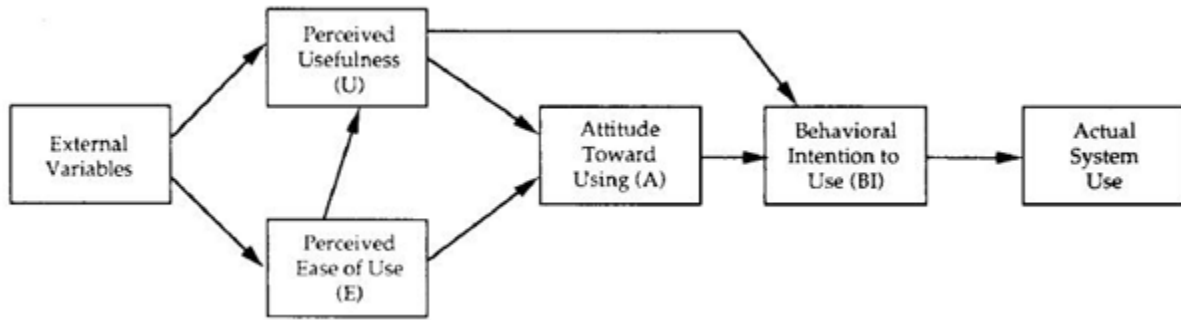 External
Variables
Perceived
Usefulness
(U)
Perceived
Ease of Use
(E)
Attitude
Toward
Using (A)
Behavioral
Intention to
Use (BI)
Actual
System
Use